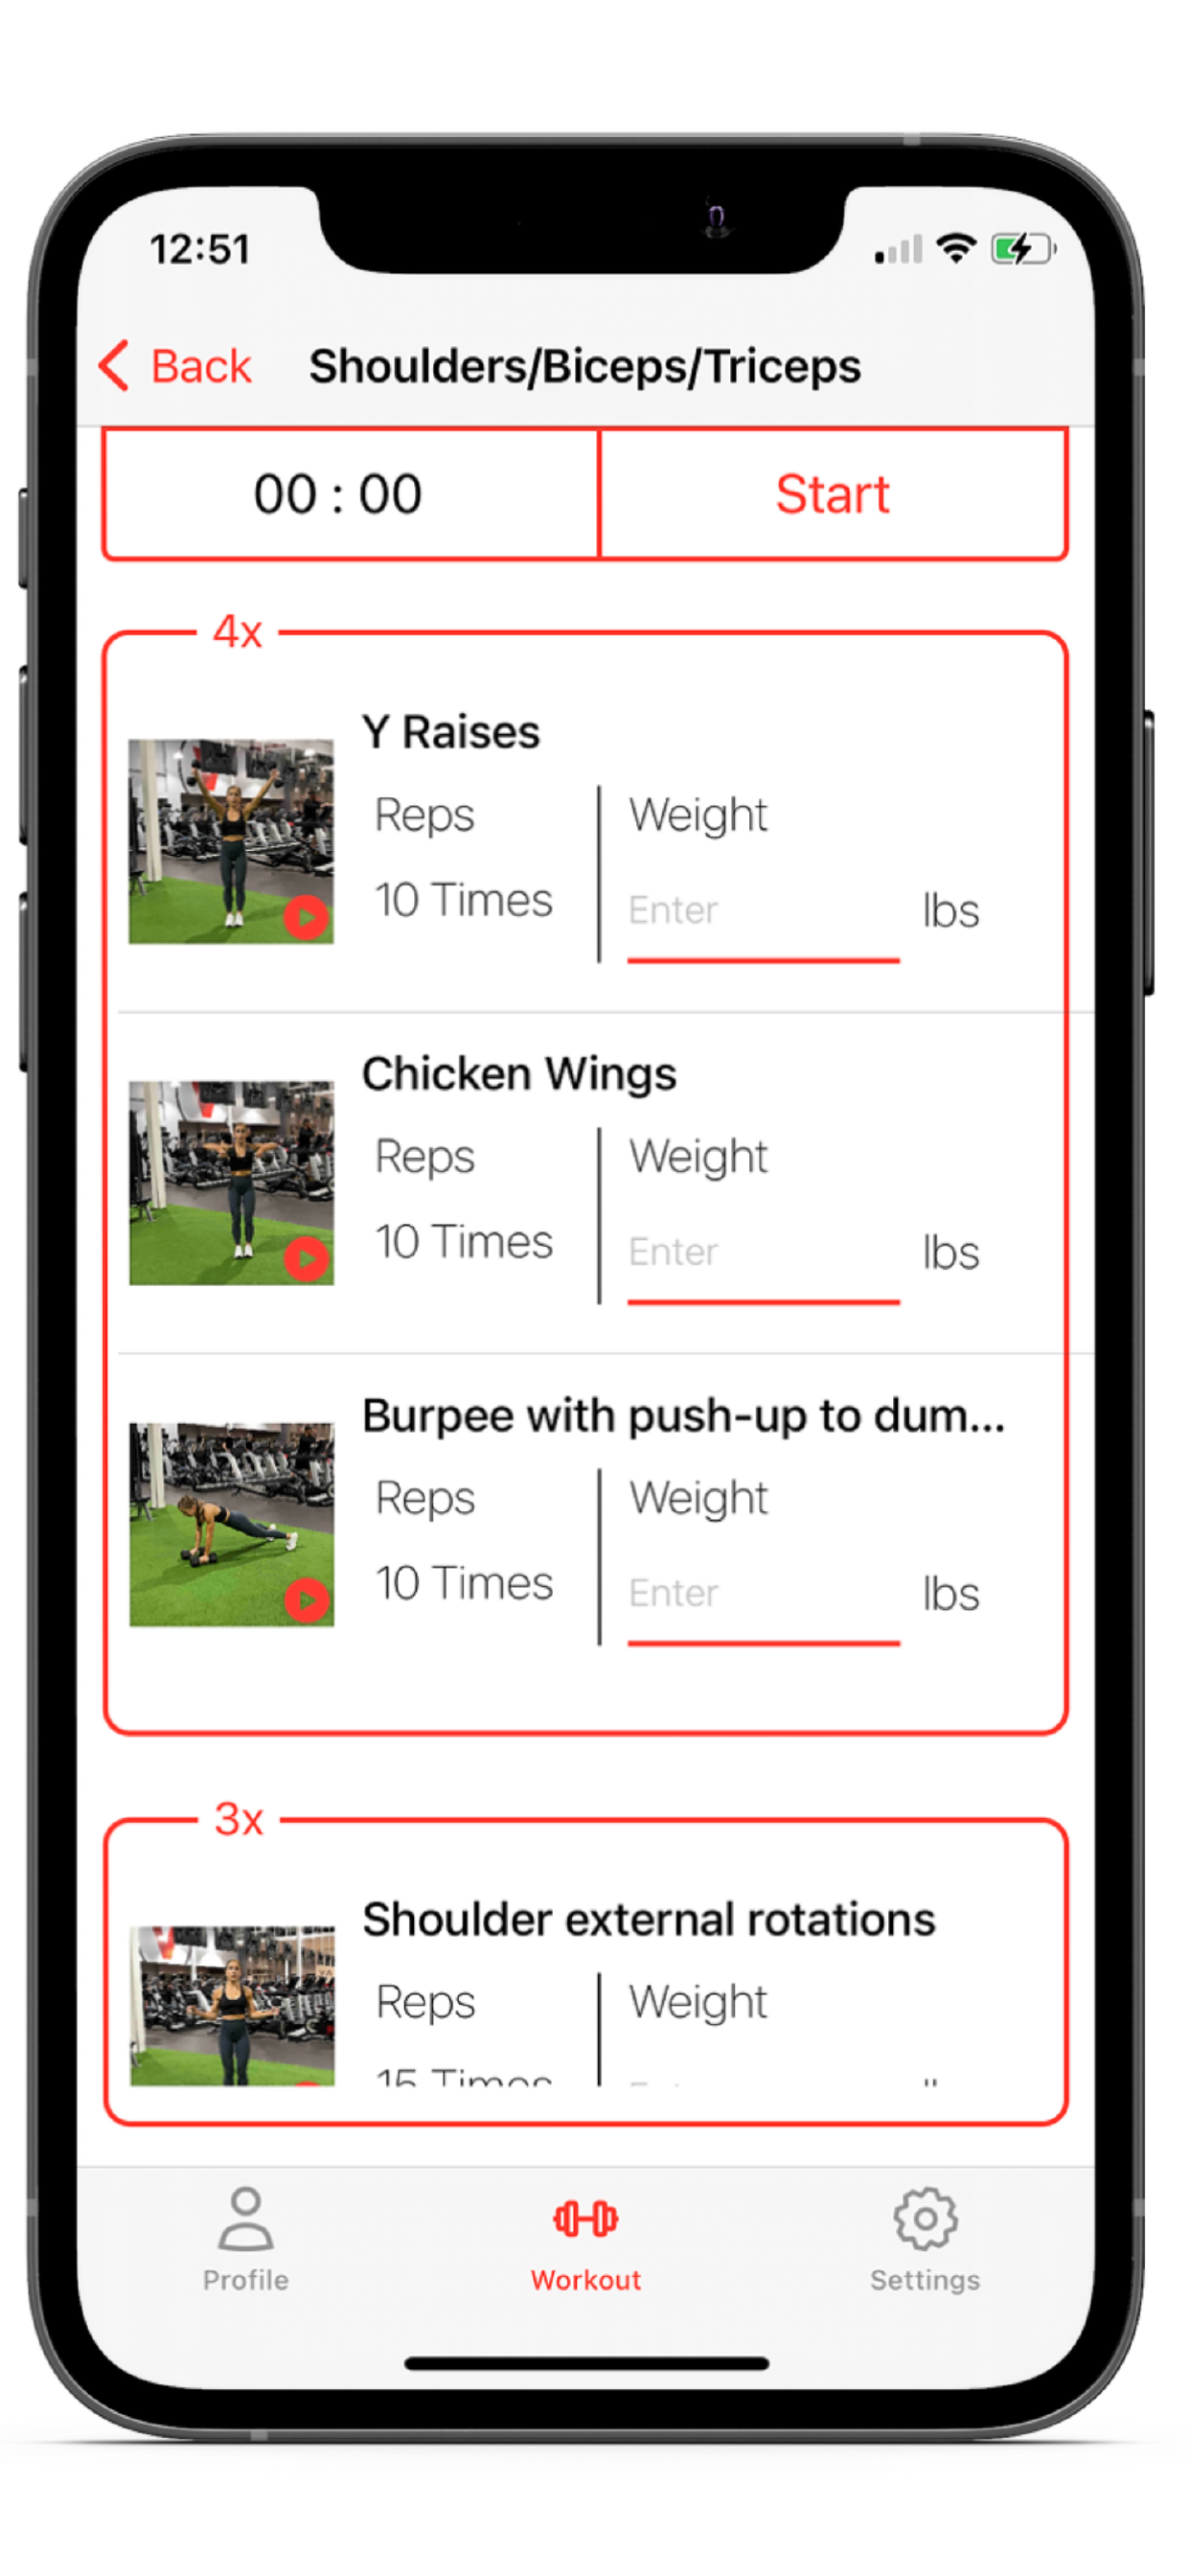 12:51
Back Shoulders/Biceps/Triceps
00 : 00 Start
4x
Y Raises
Reps Weight
10 Times Enter lbs
Chicken Wings
Reps Weight
10 Times Enter lbs
Burpee with push-up to dum...
Reps Weight
10 Times Enter lbs
3x
Shoulder external rotations
Reps Weight
15 Times
Profile Workout Settings